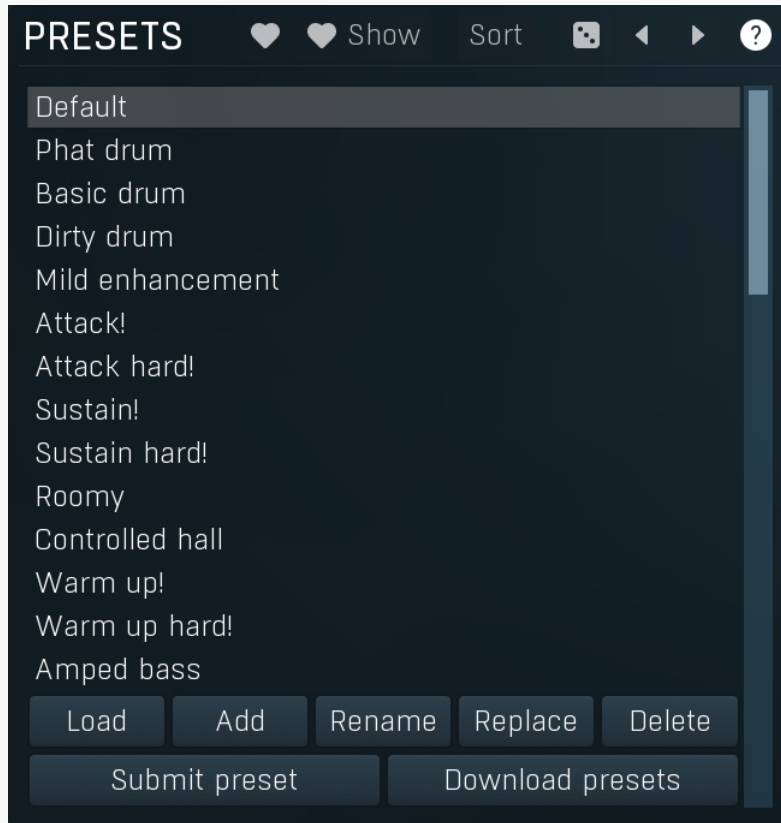 PRESETS Show Sort ?
Default
Phat drum
Basic drum
Dirty drum
Mild enhancement
Attack!
Attack hard!
Sustain!
Sustain hard!
Roomy
Controlled hall
Warm up!
Warm up hard!
Amped bass
Load Add Rename Replace Delete
Submit preset Download presets